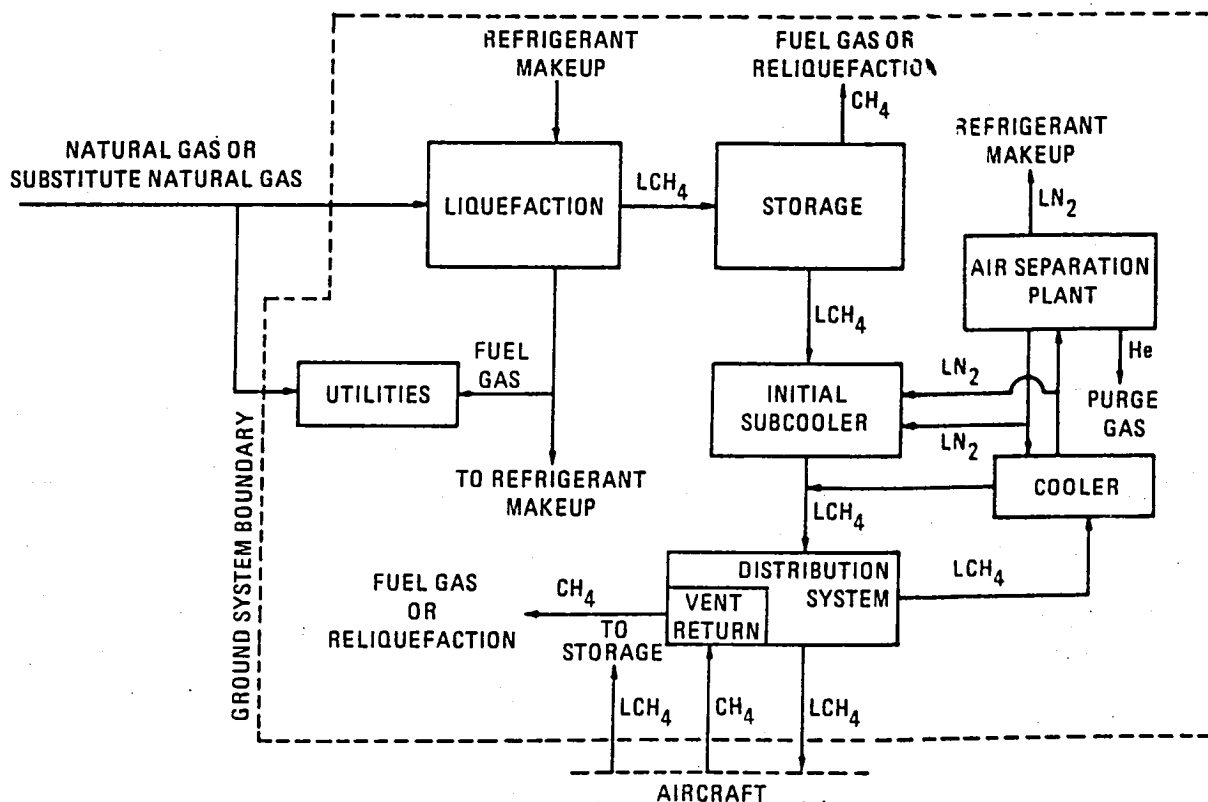 REFRIGERANT
MAKEUP
FUEL GAS OR
RELIQUEFACTION
CH4
REFRIGERANT
MAKEUP
NATURAL GAS OR
SUBSTITUTE NATURAL GAS
LIQUEFACTION
LCH4
STORAGE
LN2
AIR SEPARATION
PLANT
LCH4
He
PURGE
GAS
FUEL
GAS
UTILITIES
INITIAL
SUBCOOLER
LN2
LN2
COOLER
TO REFRIGERANT
MAKEUP
LCH4
GROUND SYSTEM BOUNDARY
DISTRIBUTION
SYSTEM
LCH4
FUEL GAS
OR
RELIQUEFACTION
CH4
VENT
RETURN
TO
STORAGE
LCH4
CH4
LCH4
AIRCRAFT